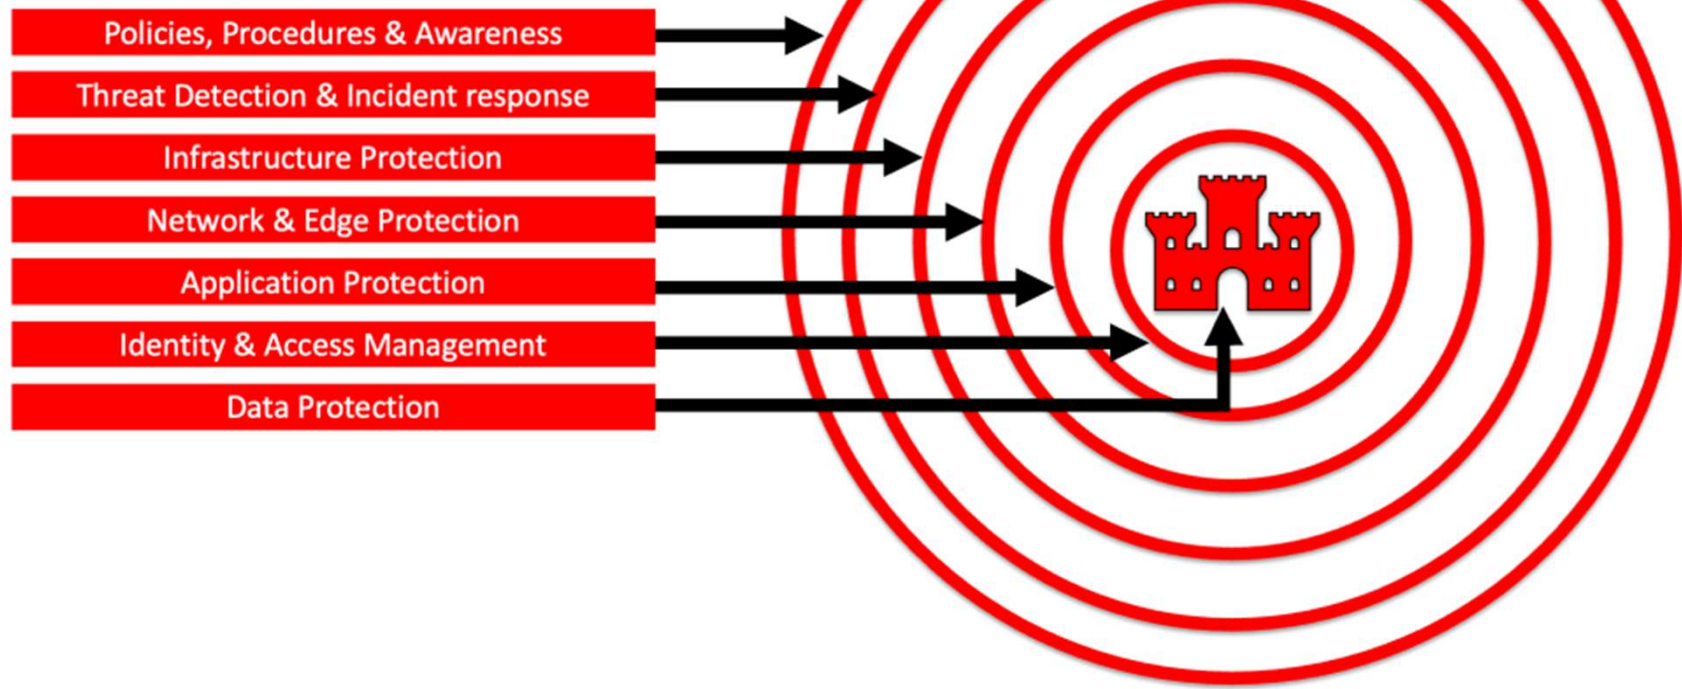 Policies, Procedures & Awareness
Threat Detection & Incident response
Infrastructure Protection
Network & Edge Protection
Application Protection
Identity & Access Management
Data Protection